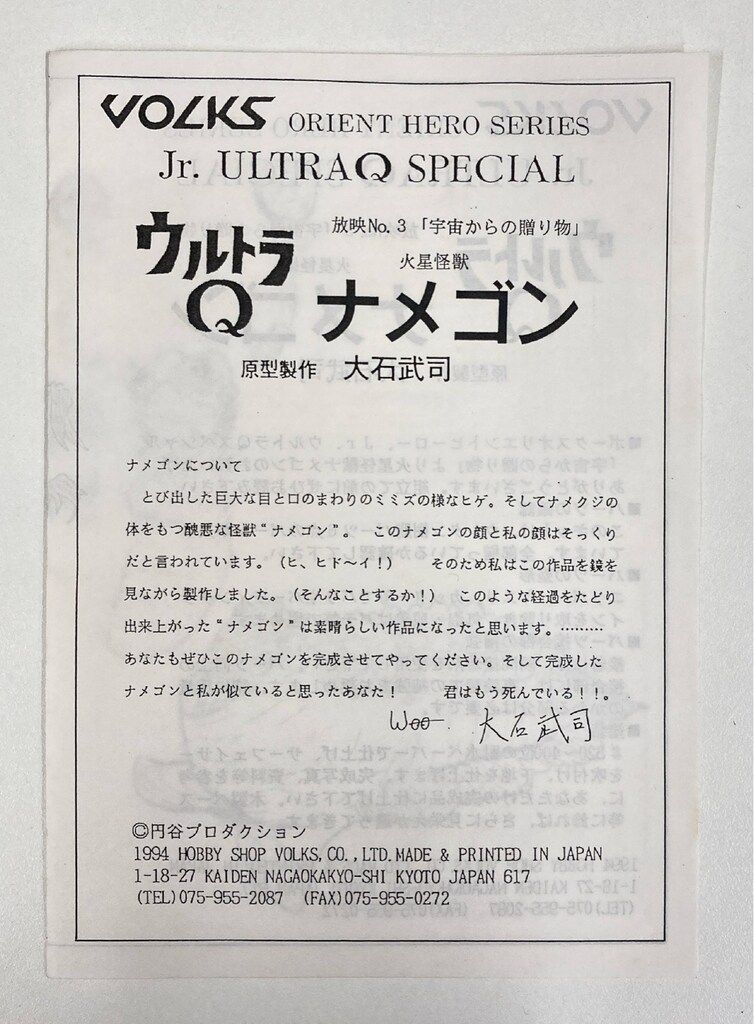 VOLKS ORIENT HERO SERIES
Jr. ULTRAQ SPECIAL
放映No.3「宇宙からの贈り物」
ウルトラQ
火星怪獣
ナメゴン
原型製作 大石武司
ナメゴンについて
とび出した巨大な目と口のまわりのミミズの様なヒゲ。そしてナメクジの
体をもつ醜悪な怪獣“ナメゴン”。 このナメゴンの顔と私の顔はそっくり
だと言われています。(ヒ、ヒド〜イ!) そのため私はこの作品を鏡を
見ながら製作しました。(そんなことするか!) このような経過をたどり
出来上がった“ナメゴン”は素晴らしい作品になったと思います。………
あなたもぜひこのナメゴンを完成させてやってください。そして完成した
ナメゴンと私が似ていると思ったあなた! 君はもう死んでいる!!。
Woo 大石武司
©円谷プロダクション
1994 HOBBY SHOP VOLKS,CO.,LTD.MADE & PRINTED IN JAPAN
1-18-27 KAIDEN NAGAOKAKYO-SHI KYOTO JAPAN 617
(TEL)075-955-2087 (FAX)075-955-0272